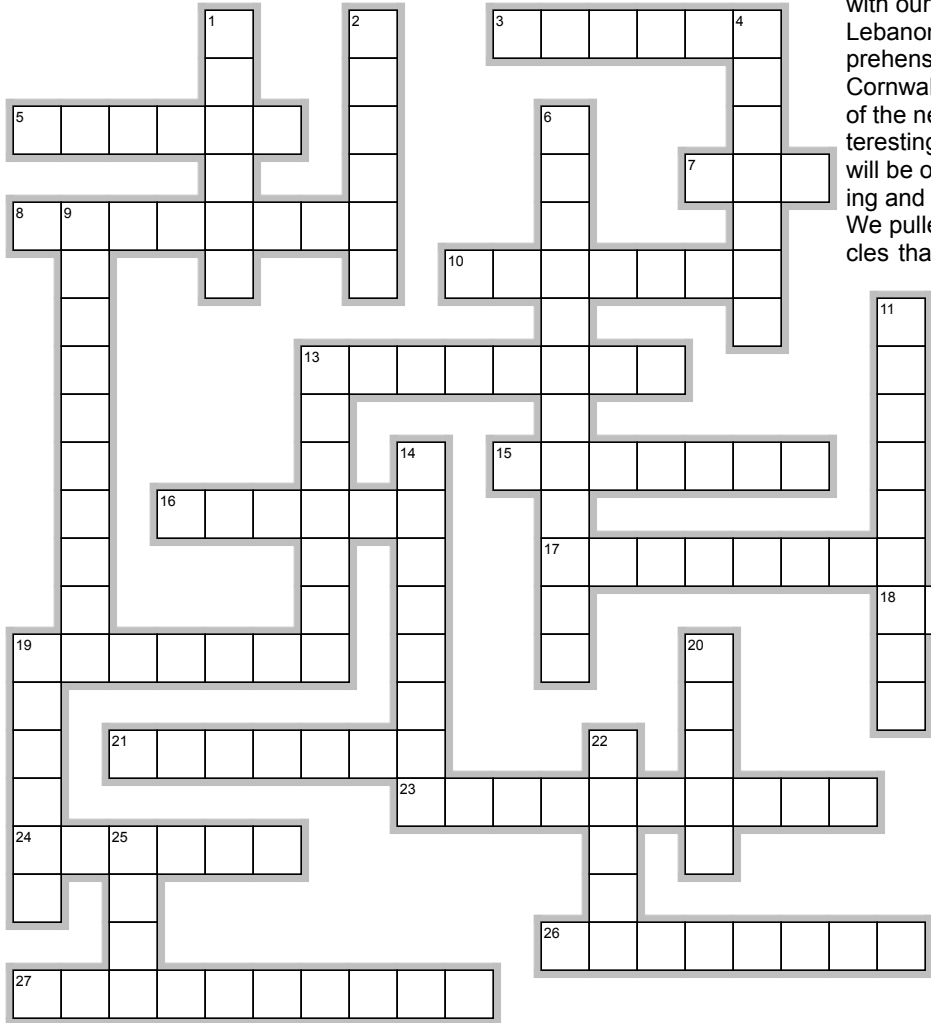 with our
Lebanon
prehens
Cornwal
of the ne
teresting
will be o
ing and
We pulle
cles tha
1 2 3 4
5 6
7
8 9
10
11
13
14 15
16
17
18
19 20
21 22
23
24 25
26
27